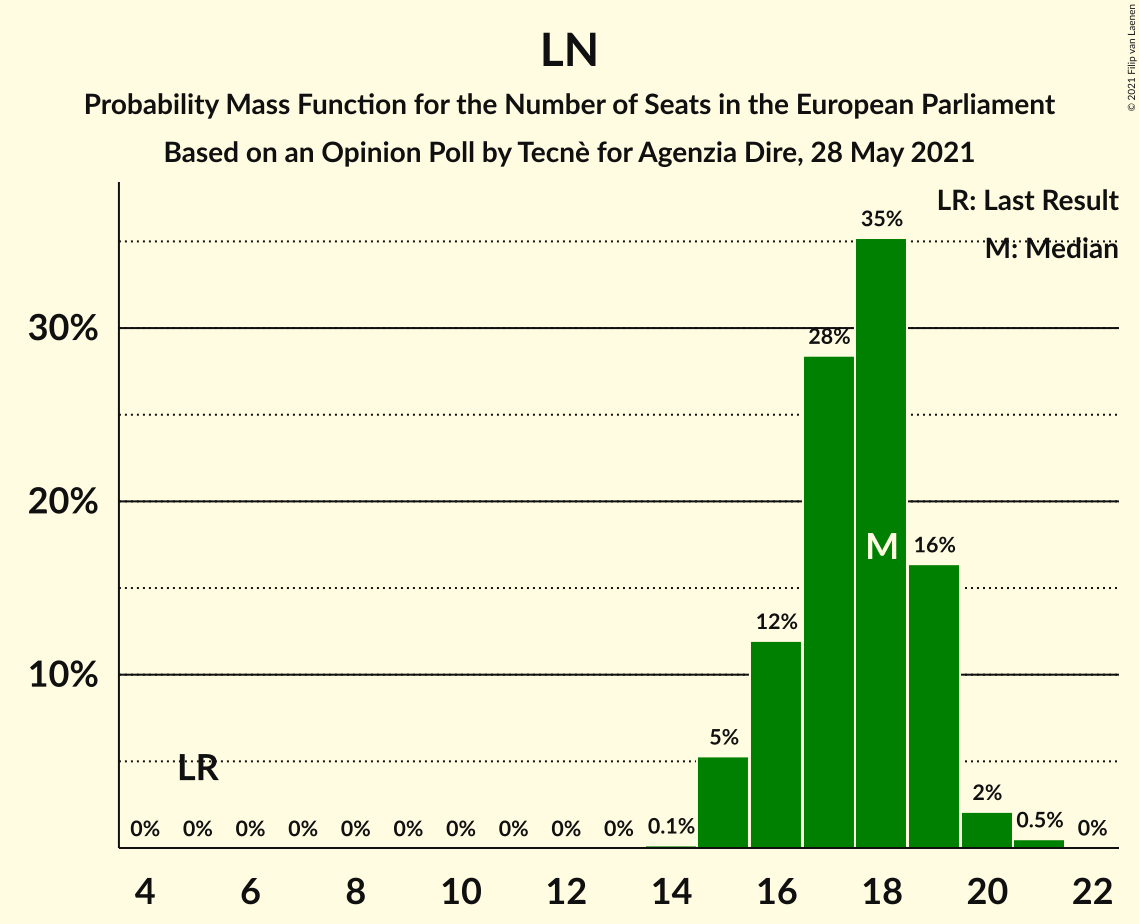 LN
Probability Mass Function for the Number of Seats in the European Parliament
Based on an Opinion Poll by Tecnè for Agenzia Dire, 28 May 2021
© 2021 Filip van Laenen
LR: Last Result
M: Median
35%
30%
28%
20%
M
16%
12%
10%
5%
LR
2%
0% 0% 0% 0% 0% 0% 0% 0% 0% 0% 0.1% 0.5% 0%
4 6 8 10 12 14 16 18 20 22